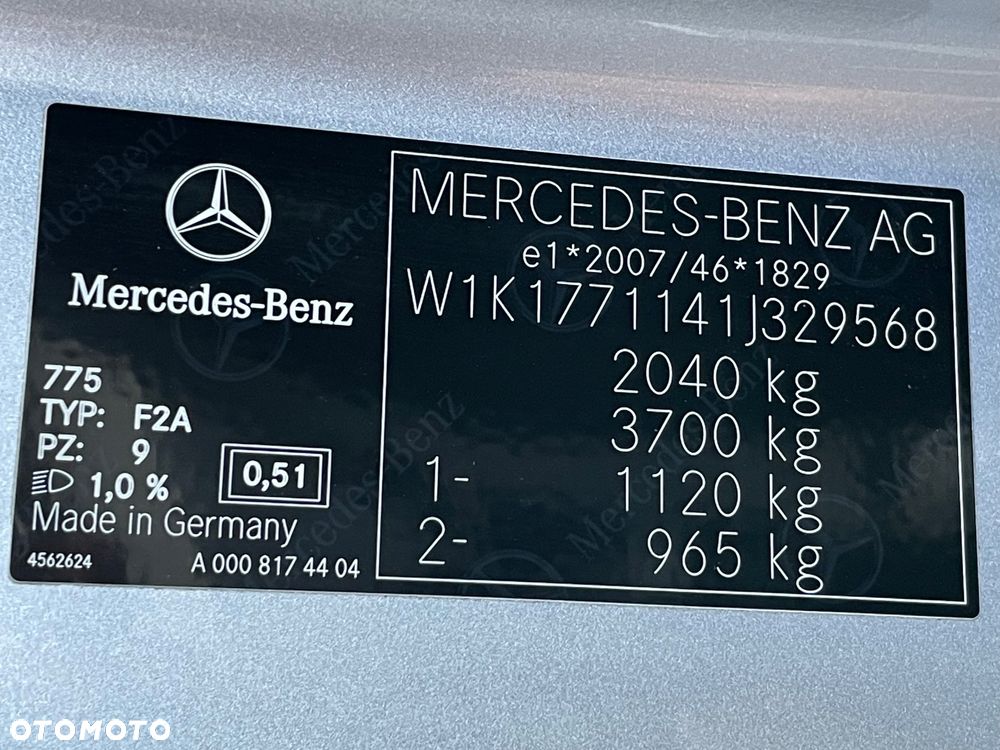 Mercedes-Benz
775
TYP: F2A
PZ: 9
1,0 %
0,51
Made in Germany
4562624 A 000 817 44 04
MERCEDES-BENZ AG
e1*2007/46*1829
W1K1771141J329568
2040 kg
3700 kg
1- 1120 kg
2- 965 kg
OTOMOTO